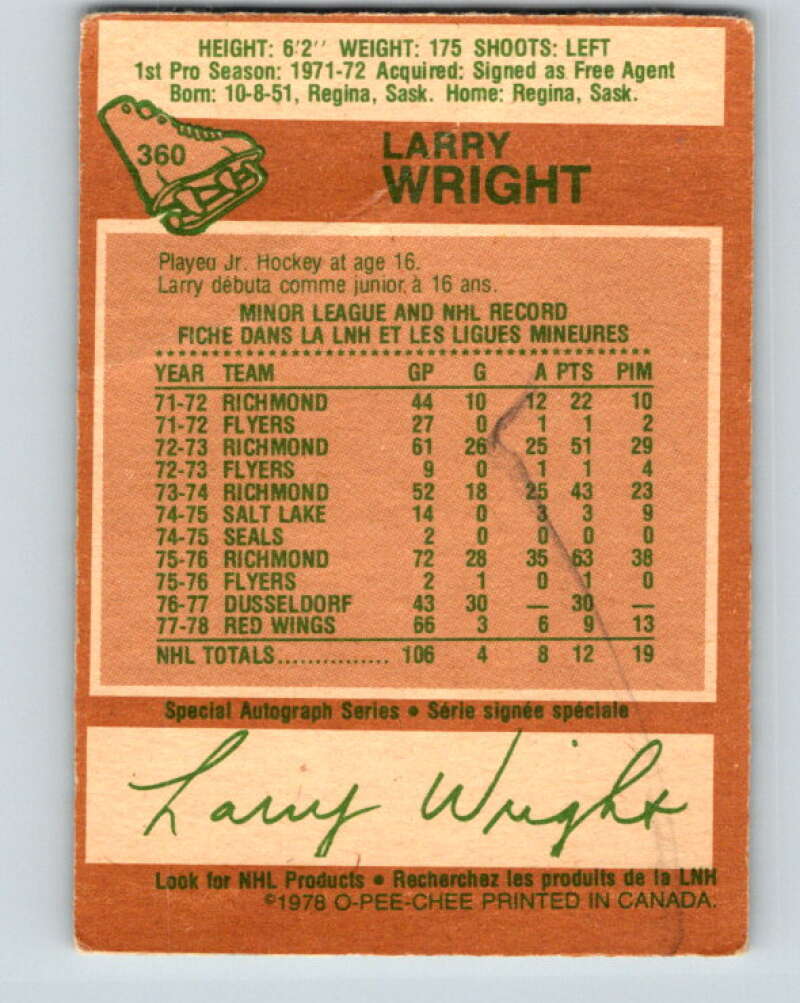 HEIGHT: 6'2'' WEIGHT: 175 SHOOTS: LEFT
1st Pro Season: 1971-72 Acquired: Signed as Free Agent
Born: 10-8-51, Regina, Sask. Home: Regina, Sask.
360
LARRY
WRIGHT
Played Jr. Hockey at age 16.
Larry débuta comme junior à 16 ans.
MINOR LEAGUE AND NHL RECORD
FICHE DANS LA LNH ET LES LIGUES MINEURES
YEAR TEAM GP G A PTS PIM
71-72 RICHMOND 44 10 12 22 10
71-72 FLYERS 27 0 1 1 2
72-73 RICHMOND 61 26 25 51 29
72-73 FLYERS 9 0 1 1 4
73-74 RICHMOND 52 18 25 43 23
74-75 SALT LAKE 14 0 3 3 9
74-75 SEALS 2 0 0 0 0
75-76 RICHMOND 72 28 35 63 38
75-76 FLYERS 2 1 0 1 0
76-77 DUSSELDORF 43 30 — 30 —
77-78 RED WINGS 66 3 6 9 13
NHL TOTALS................ 106 4 8 12 19
Special Autograph Series • Série signée spéciale
Larry Wright
Look for NHL Products • Recherchez les produits de la LNH
©1978 O-PEE-CHEE PRINTED IN CANADA.